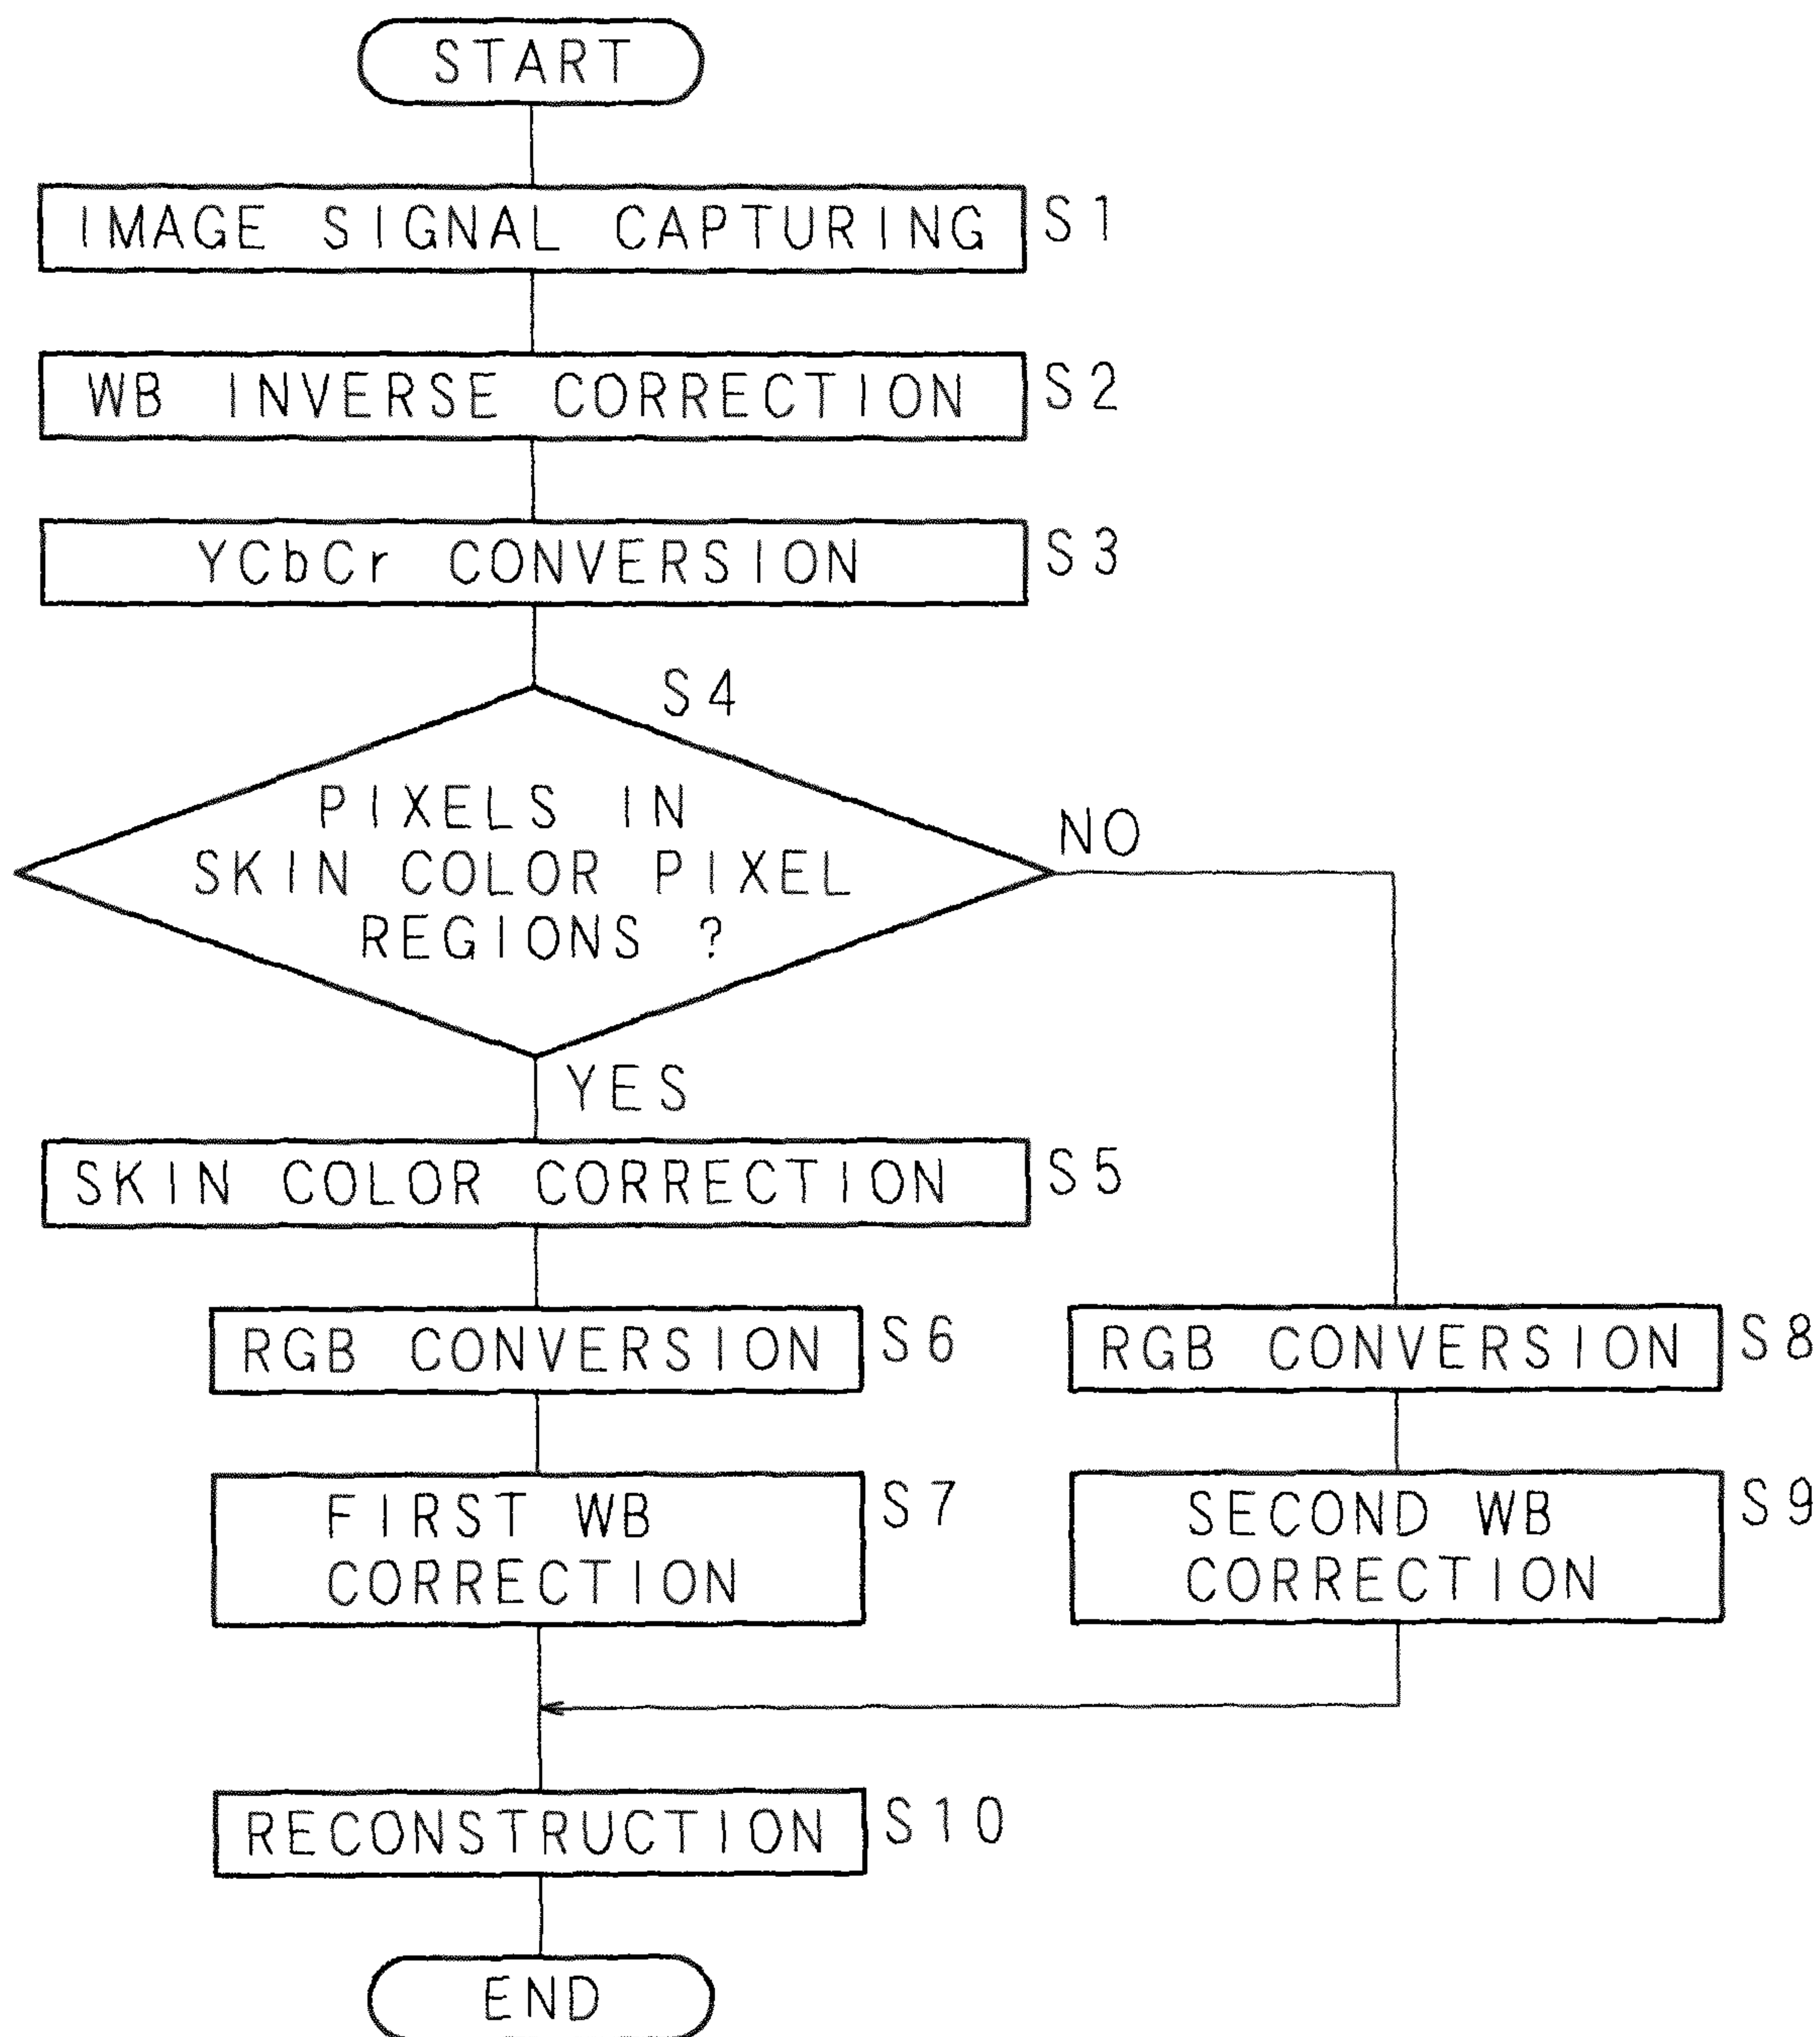 START
IMAGE SIGNAL CAPTURING S1
WB INVERSE CORRECTION S2
YCbCr CONVERSION S3
S4
PIXELS IN
SKIN COLOR PIXEL
REGIONS ?
NO
YES
SKIN COLOR CORRECTION S5
RGB CONVERSION S6
RGB CONVERSION S8
FIRST WB
CORRECTION
S7
SECOND WB
CORRECTION
S9
RECONSTRUCTION S10
END